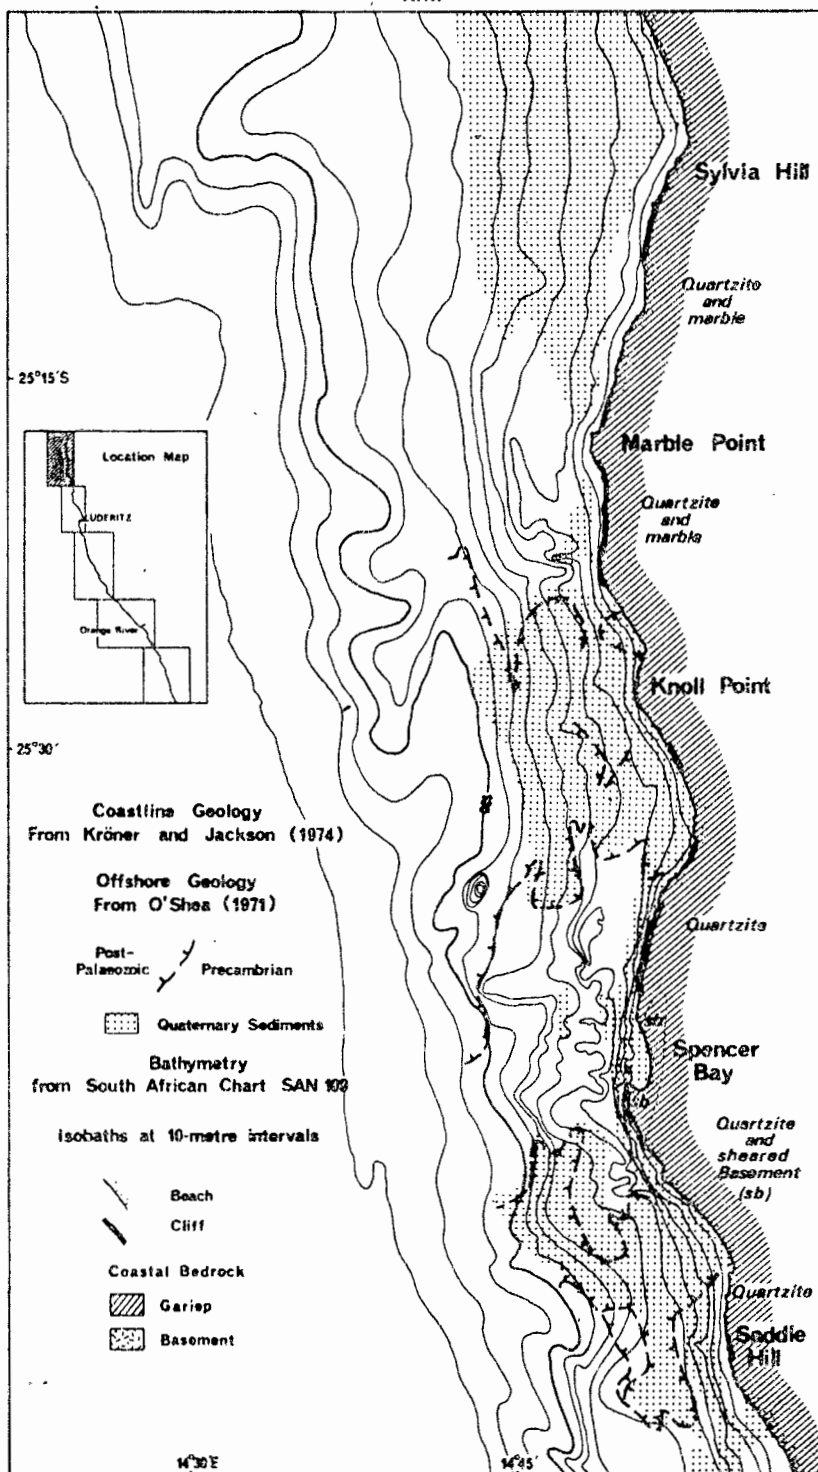 Sylvia Hill
Quartzito
and
marble
25°15'S
Location Map
LUDERITZ
Orange River
Marble Point
Quartzite
and
marbla
Knoll Point
25°30'
Coastline Geology
From Kröner and Jackson (1974)
Offshore Geology
From O'Shea (1971)
Post-
Palaeozoic
Precambrian
Quaternary Sediments
Bathymetry
from South African Chart SAN 103
Isobaths at 10-metre intervals
Beach
Cliff
Coastal Bedrock
Gariep
Basement
Quartzite
Spencer
Bay
Quartzite
and
sheared
Basement
(sb)
Quartzite
Saddle
Hill
14°30'E
14°45'